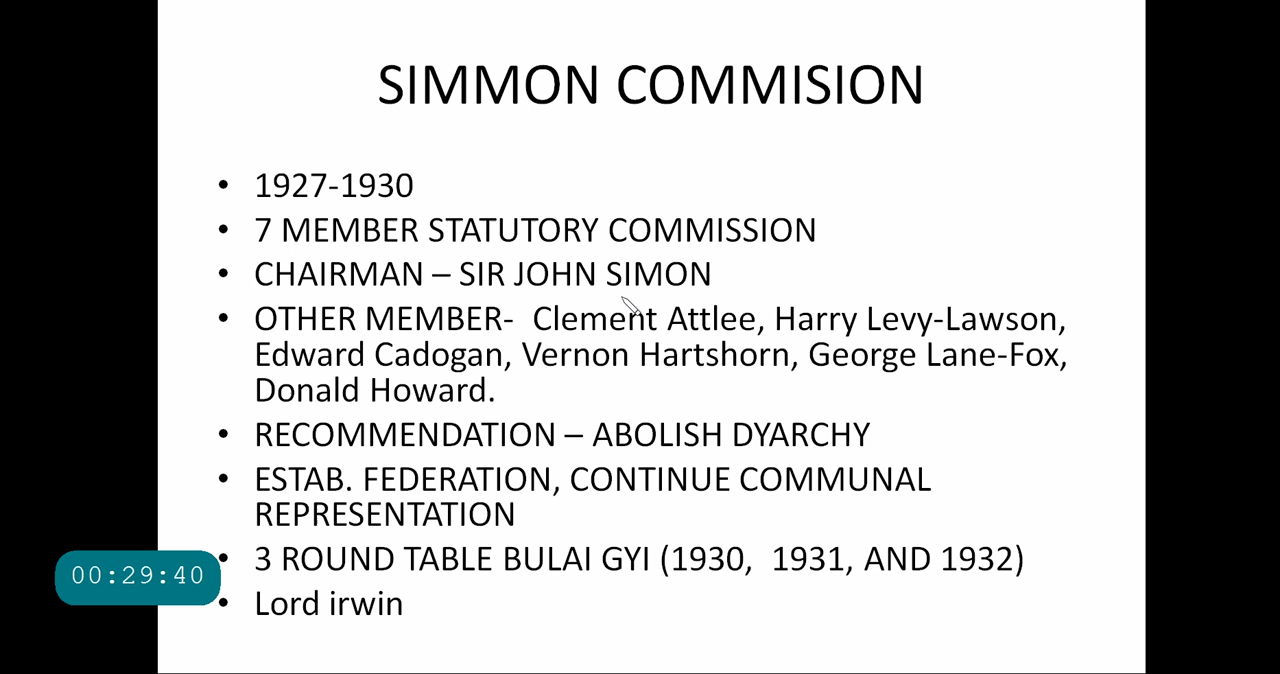 SIMMON COMMISION
• 1927-1930
• 7 MEMBER STATUTORY COMMISSION
• CHAIRMAN – SIR JOHN SIMON
• OTHER MEMBER-  Clement Attlee, Harry Levy-Lawson,
Edward Cadogan, Vernon Hartshorn, George Lane-Fox,
Donald Howard.
• RECOMMENDATION – ABOLISH DYARCHY
• ESTAB. FEDERATION, CONTINUE COMMUNAL
REPRESENTATION
• 3 ROUND TABLE BULAI GYI (1930,  1931, AND 1932)
00:29:40
• Lord irwin